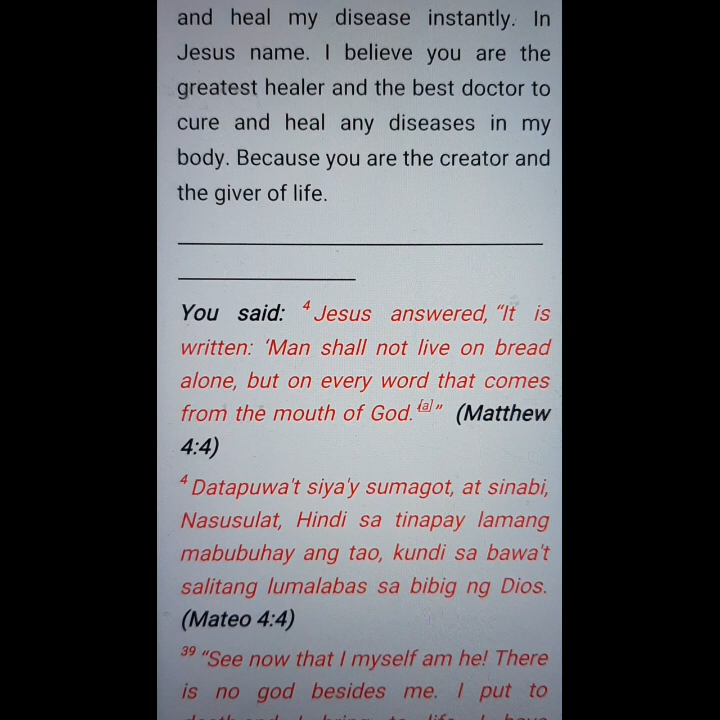 and heal my disease instantly. In
Jesus name. I believe you are the
greatest healer and the best doctor to
cure and heal any diseases in my
body. Because you are the creator and
the giver of life.
You said: 4 Jesus answered, “It is
written: ‘Man shall not live on bread
alone, but on every word that comes
from the mouth of God.[a]” (Matthew
4:4)
4 Datapuwa't siya'y sumagot, at sinabi,
Nasusulat, Hindi sa tinapay lamang
mabubuhay ang tao, kundi sa bawa't
salitang lumalabas sa bibig ng Dios.
(Mateo 4:4)
39 “See now that I myself am he! There
is no god besides me. I put to